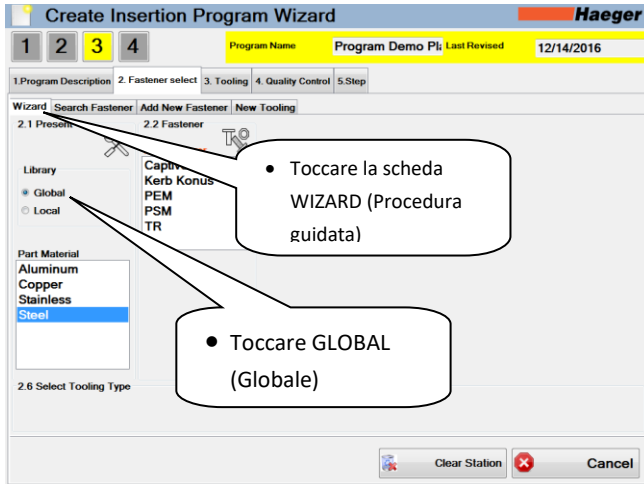 Create Insertion Program Wizard
Haeger
1 2 3 4
Program Name
Program Demo Pl
Last Revised
12/14/2016
1.Program Description 2. Fastener select 3. Tooling 4. Quality Control 5.Step
Wizard Search Fastener Add New Fastener New Tooling
2.1 Present
2.2 Fastener
Library
Global
Local
Kerb Konus
PEM
PSM
TR
• Toccare la scheda
WIZARD (Procedura
guidata)
Part Material
Aluminum
Copper
Stainless
Steel
• Toccare GLOBAL
(Globale)
2.6 Select Tooling Type
Clear Station
Cancel